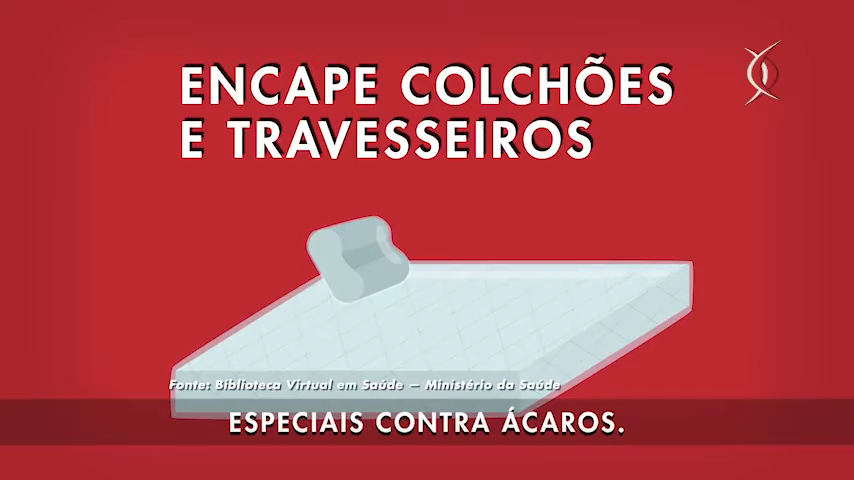 ENCAPE COLCHÕES
E TRAVESSEIROS
Fonte: Biblioteca Virtual em Saúde – Ministério da Saúde
ESPECIAIS CONTRA ÁCAROS.